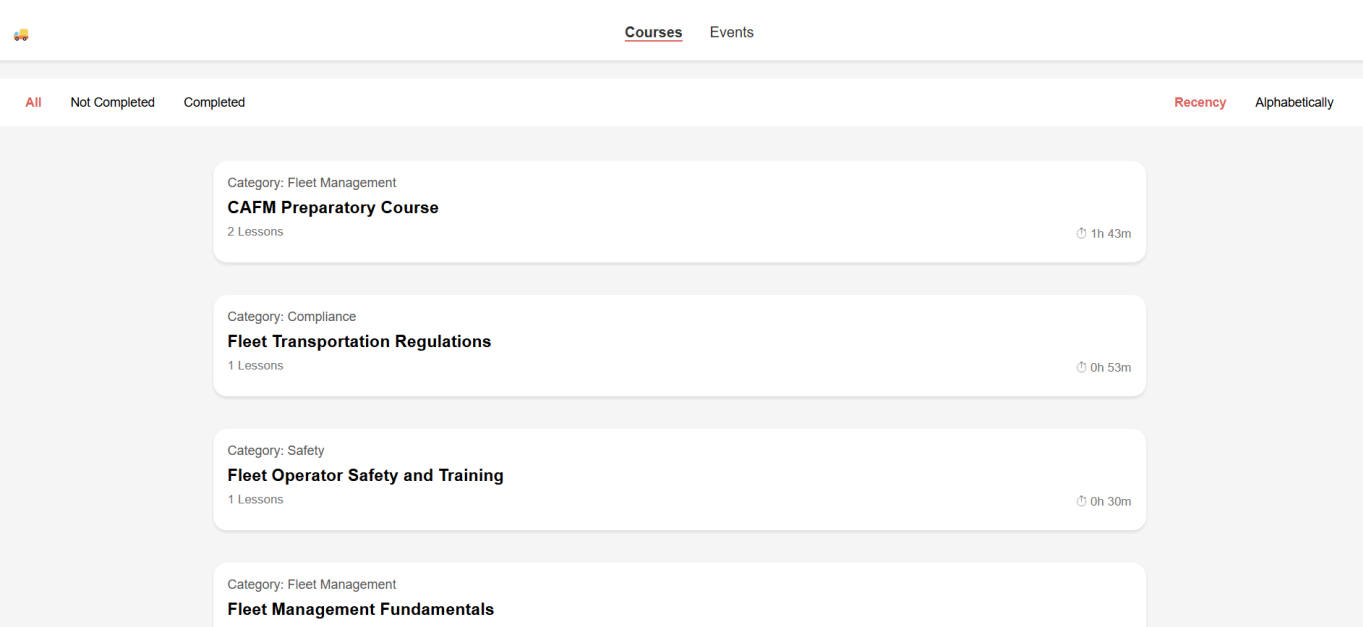 Courses Events
All Not Completed Completed Recency Alphabetically
Category: Fleet Management
CAFM Preparatory Course
2 Lessons
1h 43m
Category: Compliance
Fleet Transportation Regulations
1 Lessons
0h 53m
Category: Safety
Fleet Operator Safety and Training
1 Lessons
0h 30m
Category: Fleet Management
Fleet Management Fundamentals